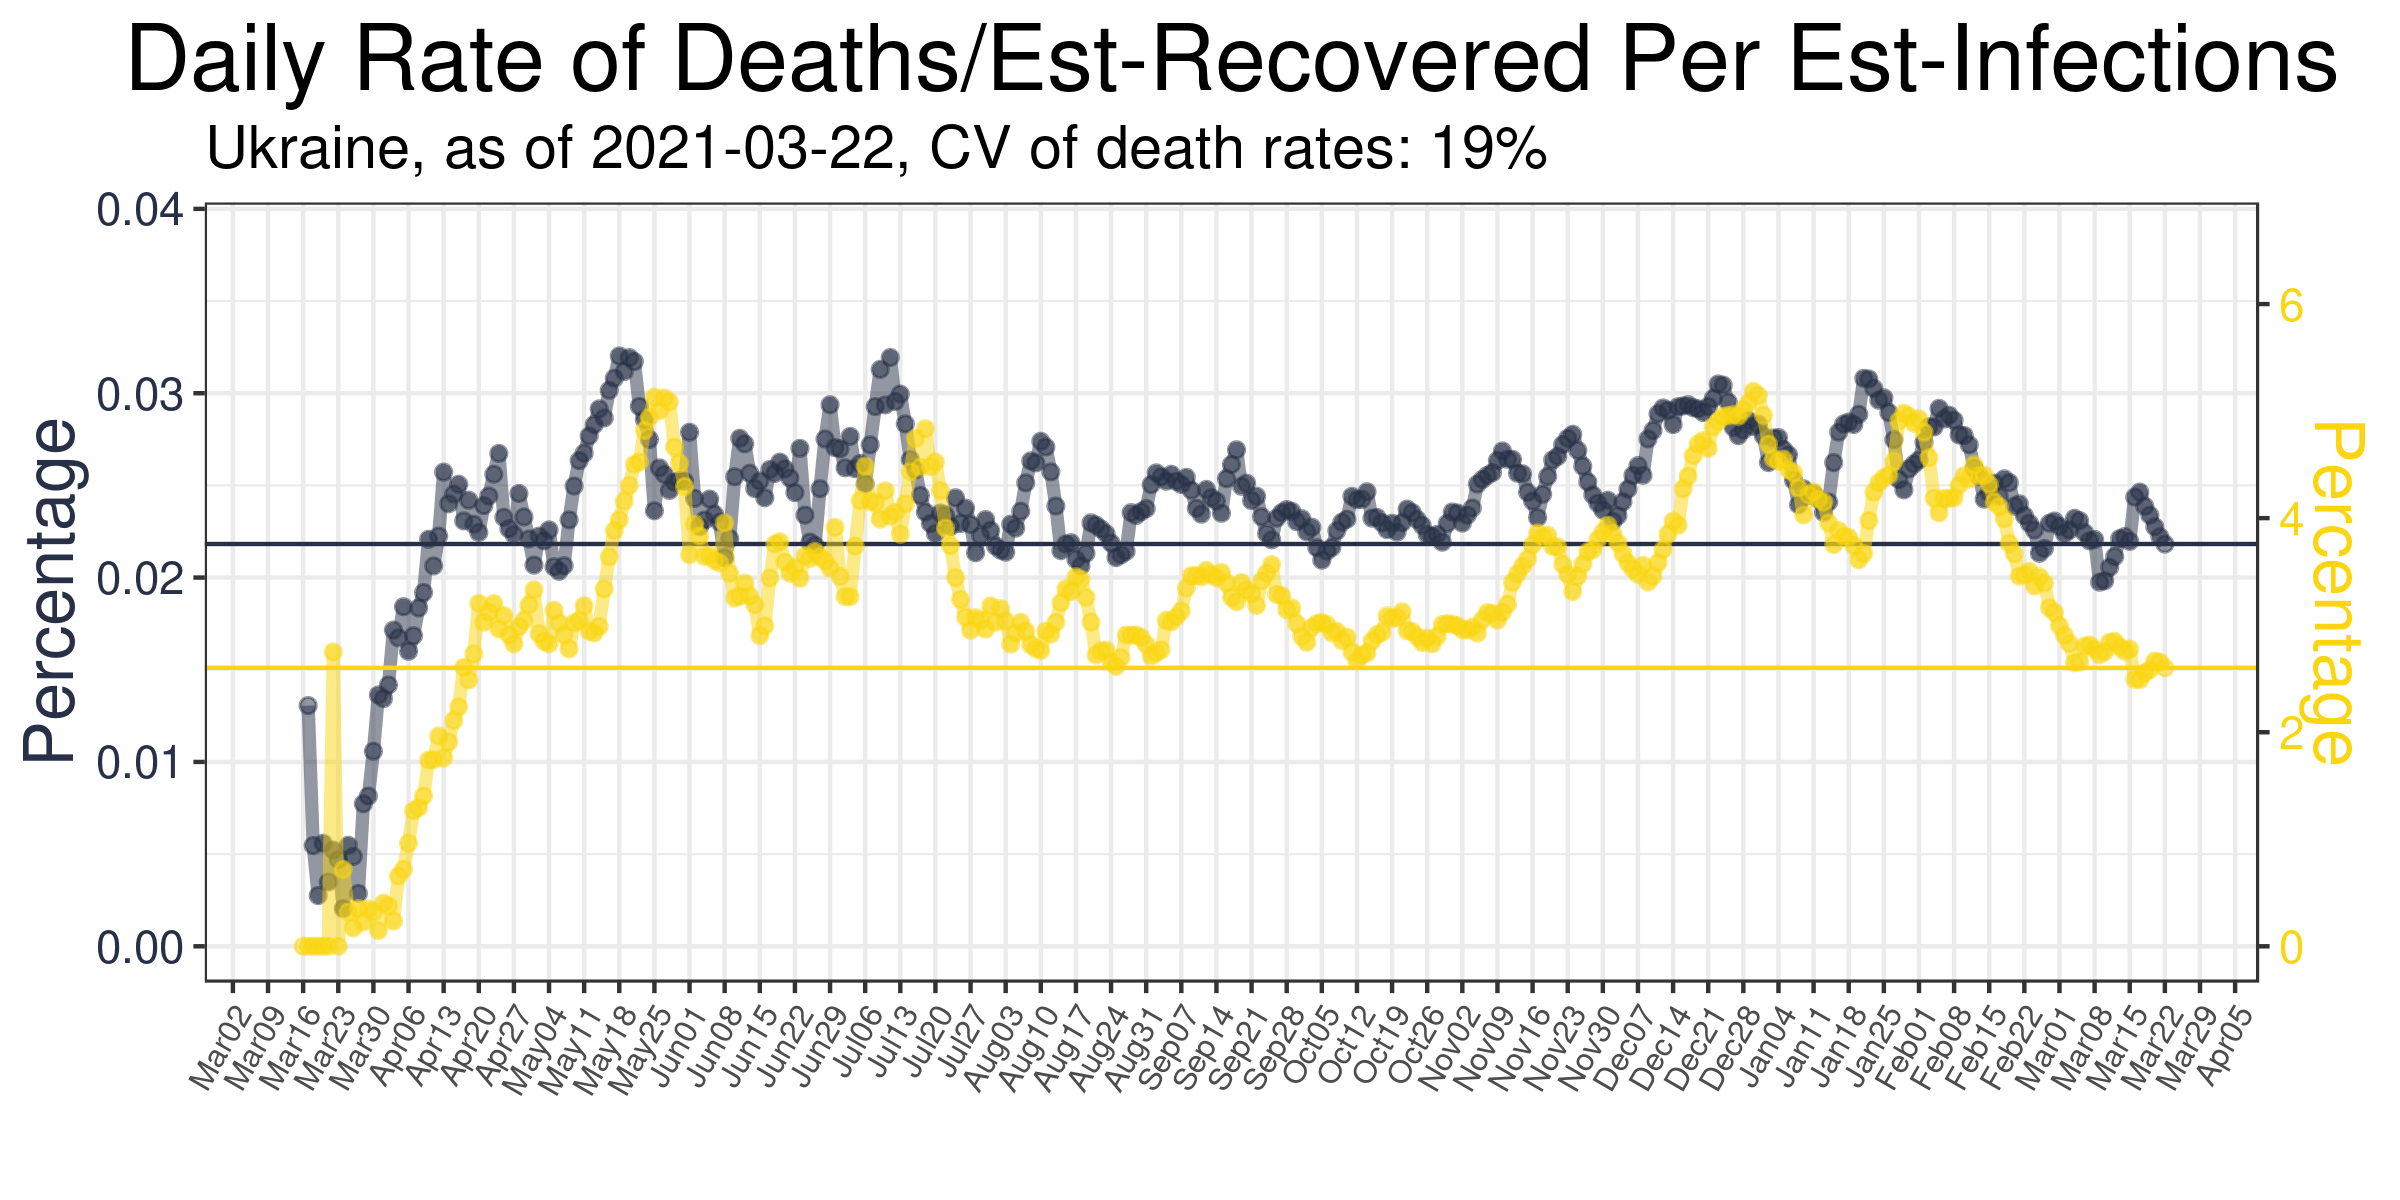 Daily Rate of Deaths/Est-Recovered Per Est-Infections
Ukraine, as of 2021-03-22, CV of death rates: 19%
Percentage
0.04
0.03
0.02
0.01
0.00
6
4
2
0
Percentage
Mar02
Mar09
Mar16
Mar23
Mar30
Apr06
Apr13
Apr20
Apr27
May04
May11
May18
May25
Jun01
Jun08
Jun15
Jun22
Jun29
Jul06
Jul13
Jul20
Jul27
Aug03
Aug10
Aug17
Aug24
Aug31
Sep07
Sep14
Sep21
Sep28
Oct05
Oct12
Oct19
Oct26
Nov02
Nov09
Nov16
Nov23
Nov30
Dec07
Dec14
Dec21
Dec28
Jan04
Jan11
Jan18
Jan25
Feb01
Feb08
Feb15
Feb22
Mar01
Mar08
Mar15
Mar22
Mar29
Apr05